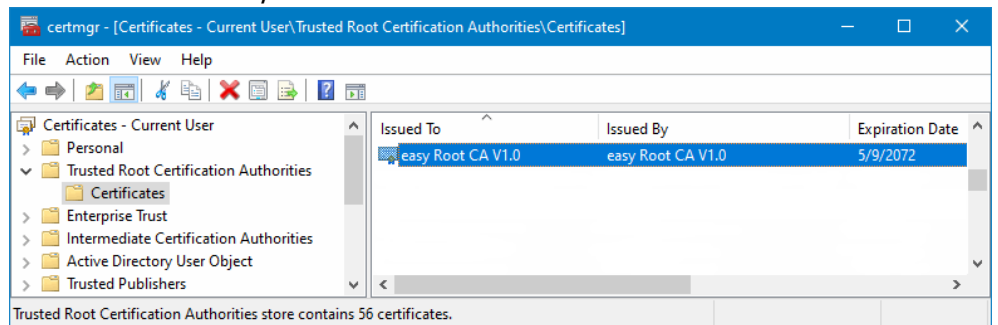 certmgr - [Certificates - Current User\Trusted Root Certification Authorities\Certificates]
File Action View Help
Certificates - Current User
Personal
Trusted Root Certification Authorities
Certificates
Enterprise Trust
Intermediate Certification Authorities
Active Directory User Object
Trusted Publishers
Issued To Issued By Expiration Date
easy Root CA V1.0 easy Root CA V1.0 5/9/2072
Trusted Root Certification Authorities store contains 56 certificates.